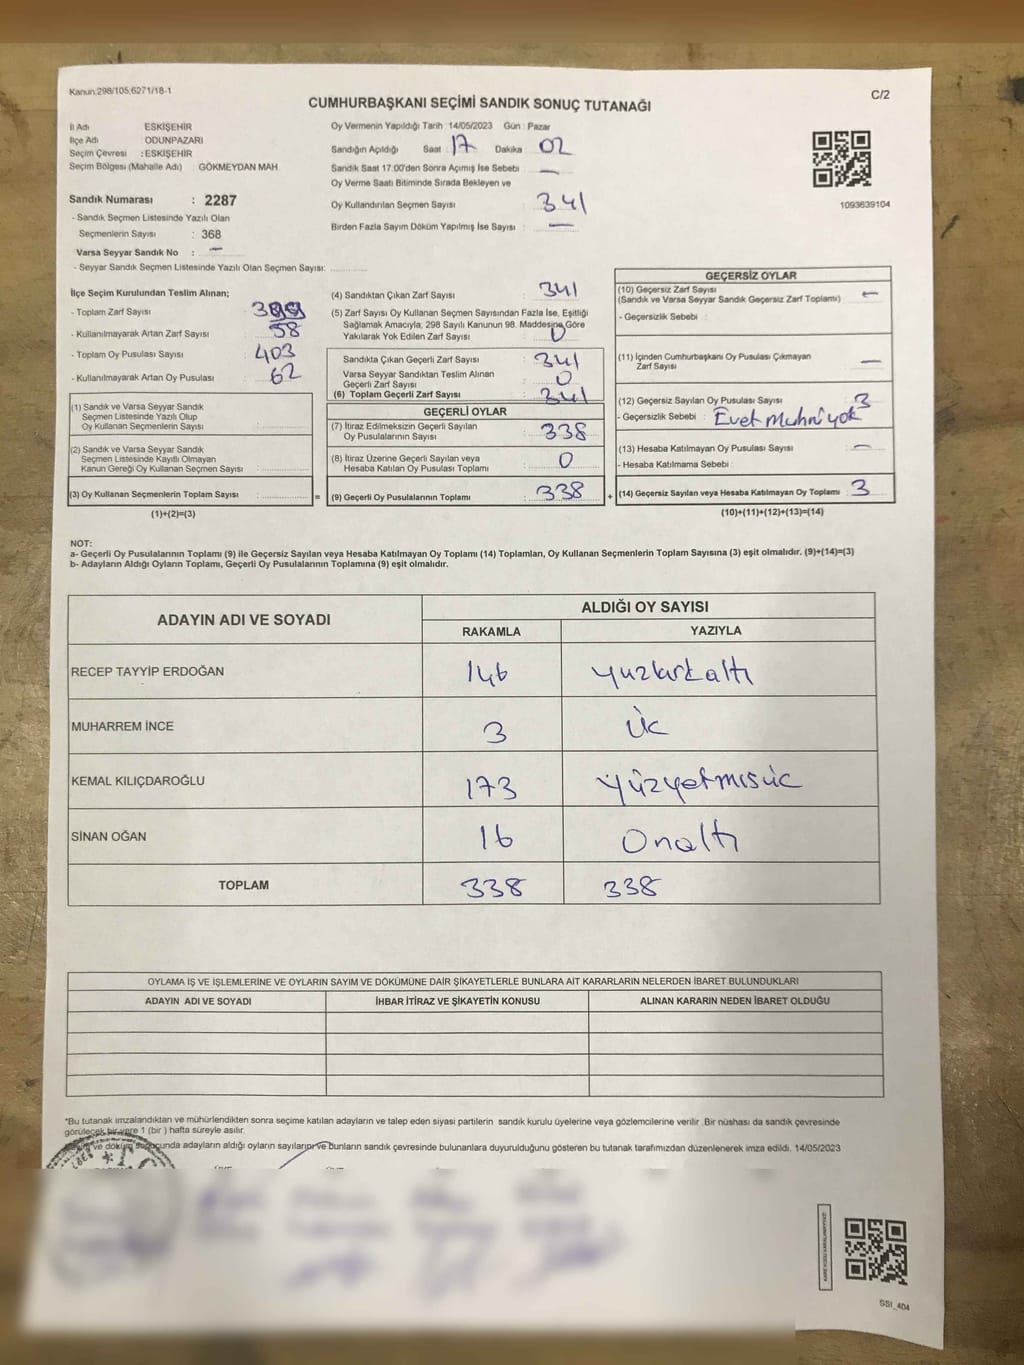 Kanun:298/105;6271/18-1
C/2
CUMHURBAŞKANI SEÇİMİ SANDIK SONUÇ TUTANAĞI
İl Adı ESKİŞEHİR
İlçe Adı ODUNPAZARI
Seçim Çevresi : ESKİŞEHİR
Seçim Bölgesi (Mahalle Adı) : GÖKMEYDAN MAH
Sandık Numarası : 2287
- Sandık Seçmen Listesinde Yazılı Olan
Seçmenlerin Sayısı : 368
Varsa Seyyar Sandık No : —
- Seyyar Sandık Seçmen Listesinde Yazılı Olan Seçmen Sayısı:
Oy Vermenin Yapıldığı Tarih :14/05/2023 Gün : Pazar
Sandığın Açıldığı Saat : 17 Dakika : 02
Sandık Saat 17:00'den Sonra Açımış İse Sebebi : —
Oy Verme Saati Bitiminde Sırada Bekleyen ve
Oy Kullandırılan Seçmen Sayısı : 341
Birden Fazla Sayım Döküm Yapılmış İse Sayısı : —
1093639104
İlçe Seçim Kurulundan Teslim Alınan;
- Toplam Zarf Sayısı :
- Kullanılmayarak Artan Zarf Sayısı : 58
- Toplam Oy Pusulası Sayısı : 403
- Kullanılmayarak Artan Oy Pusulası : 62
(1) Sandık ve Varsa Seyyar Sandık
Seçmen Listesinde Yazılı Olup
Oy Kullanan Seçmenlerin Sayısı :
(2) Sandık ve Varsa Seyyar Sandık
Seçmen Listesinde Kayıtlı Olmayan
Kanun Gereği Oy Kullanan Seçmen Sayısı :
(3) Oy Kullanan Seçmenlerin Toplam Sayısı : =
(1)+(2)=(3)
(4) Sandıktan Çıkan Zarf Sayısı : 341
(5) Zarf Sayısı Oy Kullanan Seçmen Sayısından Fazla İse, Eşitliği
Sağlamak Amacıyla, 298 Sayılı Kanunun 98. Maddesine Göre
Yakılarak Yok Edilen Zarf Sayısı : 0
Sandıkta Çıkan Geçerli Zarf Sayısı : 341
Varsa Seyyar Sandıktan Teslim Alınan
Geçerli Zarf Sayısı : 0
(6) Toplam Geçerli Zarf Sayısı : 341
GEÇERLİ OYLAR
(7) İtiraz Edilmeksizin Geçerli Sayılan
Oy Pusulalarının Sayısı : 338
(8) İtiraz Üzerine Geçerli Sayılan veya
Hesaba Katılan Oy Pusulası Toplamı : 0
(9) Geçerli Oy Pusulalarının Toplamı : 338 +
GEÇERSİZ OYLAR
(10) Geçersiz Zarf Sayısı : —
(Sandık ve Varsa Seyyar Sandık Geçersiz Zarf Toplamı)
- Geçersizlik Sebebi :
(11) İçinden Cumhurbaşkanı Oy Pusulası Çıkmayan
Zarf Sayısı : —
(12) Geçersiz Sayılan Oy Pusulası Sayısı : 3
- Geçersizlik Sebebi : Evet Mührü yok
(13) Hesaba Katılmayan Oy Pusulası Sayısı : —
- Hesaba Katılmama Sebebi :
(14) Geçersiz Sayılan veya Hesaba Katılmayan Oy Toplamı : 3
(10)+(11)+(12)+(13)=(14)
NOT:
a- Geçerli Oy Pusulalarının Toplamı (9) ile Geçersiz Sayılan veya Hesaba Katılmayan Oy Toplamı (14) Toplamları, Oy Kullanan Seçmenlerin Toplam Sayısına (3) eşit olmalıdır. (9)+(14)=(3)
b- Adayların Aldığı Oyların Toplamı, Geçerli Oy Pusulalarının Toplamına (9) eşit olmalıdır.
ADAYIN ADI VE SOYADI
ALDIĞI OY SAYISI
RAKAMLA YAZIYLA
RECEP TAYYİP ERDOĞAN 146 yüzkırkaltı
MUHARREM İNCE 3 Üç
KEMAL KILIÇDAROĞLU 173 Yüzyetmişüç
SİNAN OĞAN 16 Onaltı
TOPLAM 338 338
OYLAMA İŞ VE İŞLEMLERİNE VE OYLARIN SAYIM VE DÖKÜMÜNE DAİR ŞİKAYETLERLE BUNLARA AİT KARARLARIN NELERDEN İBARET BULUNDUKLARI
ADAYIN ADI VE SOYADI İHBAR İTİRAZ VE ŞİKAYETİN KONUSU ALINAN KARARIN NEDEN İBARET OLDUĞU
*Bu tutanak imzalandıktan ve mühürlendikten sonra seçime katılan adayların ve talep eden siyasi partilerin sandık kurulu üyelerine veya gözlemcilerine verilir .Bir nüshası da sandık çevresinde
görülecek bir yere 1 (bir ) hafta süreyle asılır.
ve döküm sonucunda adayların aldığı oyların sayılarını ve bunların sandık çevresinde bulunanlara duyurulduğunu gösteren bu tutanak tarafımızdan düzenlenerek imza edildi. 14/05/2023
SSI_404